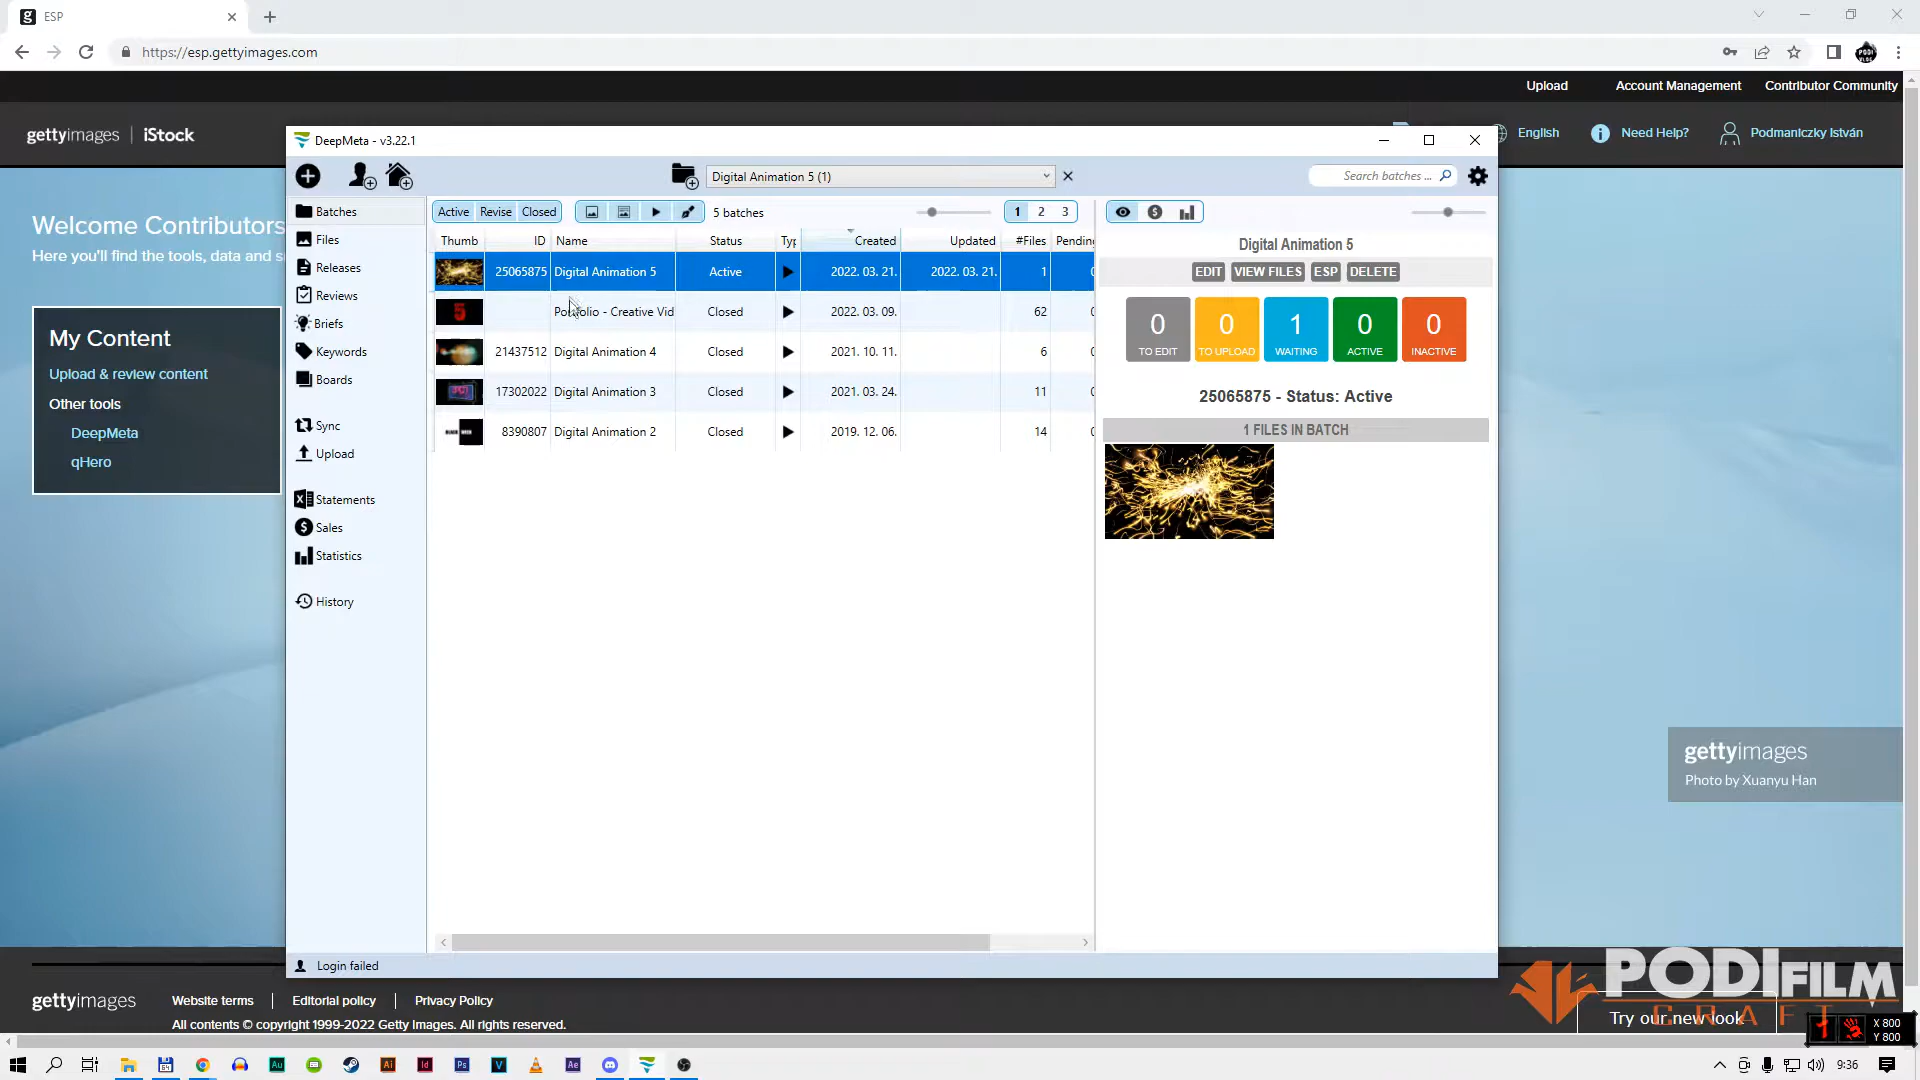 ESP
https://esp.gettyimages.com
Upload Account Management Contributor Community
gettyimages | iStock
English Need Help? Podmaniczky István
Welcome Contributors
Here you'll find the tools, data and s
My Content
Upload & review content
Other tools
DeepMeta
qHero
DeepMeta - v3.22.1
Digital Animation 5 (1)
Search batches ...
Batches
Files
Releases
Reviews
Briefs
Keywords
Boards
Sync
Upload
Statements
Sales
Statistics
History
Active Revise Closed 5 batches 1 2 3
Thumb ID Name Status Typ Created Updated #Files Pending
25065875 Digital Animation 5 Active 2022. 03. 21. 2022. 03. 21. 1 0
Portfolio - Creative Vid Closed 2022. 03. 09. 62 0
21437512 Digital Animation 4 Closed 2021. 10. 11. 6 0
17302022 Digital Animation 3 Closed 2021. 03. 24. 11 0
8390807 Digital Animation 2 Closed 2019. 12. 06. 14 0
Digital Animation 5
EDIT VIEW FILES ESP DELETE
0 0 1 0 0
TO EDIT TO UPLOAD WAITING ACTIVE INACTIVE
25065875 - Status: Active
1 FILES IN BATCH
Login failed
gettyimages
Photo by Xuanyu Han
gettyimages Website terms | Editorial policy | Privacy Policy
All contents © copyright 1999-2022 Getty Images. All rights reserved.
PODIFILM
CRAFT
Try our new look
X 800
Y 800
9:36